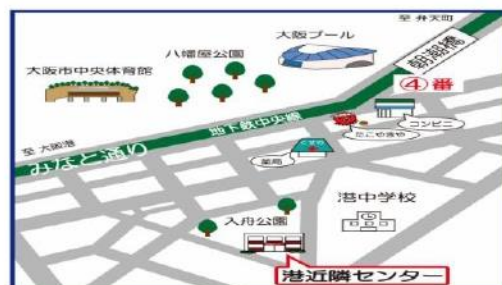 至 弁天町
朝潮橋
大阪プール
八幡屋公園
大阪市中央体育館
④番
コンビニ
たこやきや
地下鉄中央線
至 大阪港
みなと通り
薬局
港中学校
入舟公園
港近隣センター